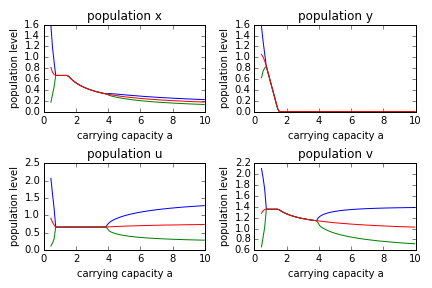 population x
population y
population level
1.6
1.4
1.2
1.0
0.8
0.6
0.4
0.2
0.0
0 2 4 6 8 10
carrying capacity a
population level
1.6
1.4
1.2
1.0
0.8
0.6
0.4
0.2
0.0
0 2 4 6 8 10
carrying capacity a
population u
population v
population level
2.5
2.0
1.5
1.0
0.5
0.0
0 2 4 6 8 10
carrying capacity a
population level
2.2
2.0
1.8
1.6
1.4
1.2
1.0
0.8
0.6
0 2 4 6 8 10
carrying capacity a